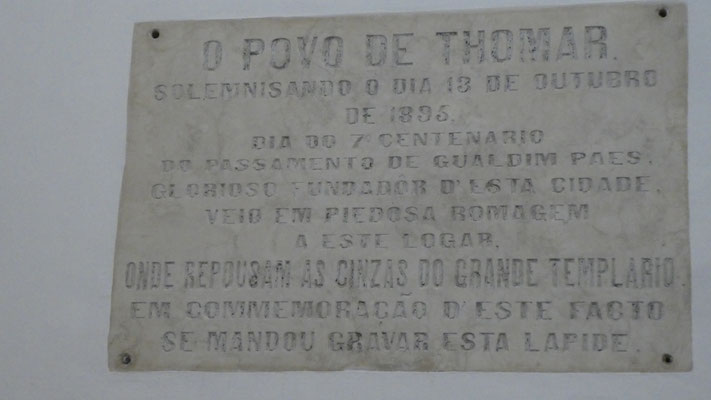 O POVO DE THOMAR.
SOLEMNISANDO O DIA 13 DE OUTUBRO
DE 1895.
DIA DO 7º CENTENARIO
DO PASSAMENTO DE GUALDIM PAES,
GLORIOSO FUNDADOR D'ESTA CIDADE,
VEIO EM PIEDOSA ROMAGEM
A ESTE LOGAR,
ONDE REPOUSAM AS CINZAS DO GRANDE TEMPLARIO.
EM COMMEMORAÇÃO D'ESTE FACTO
SE MANDOU GRAVAR ESTA LAPIDE.